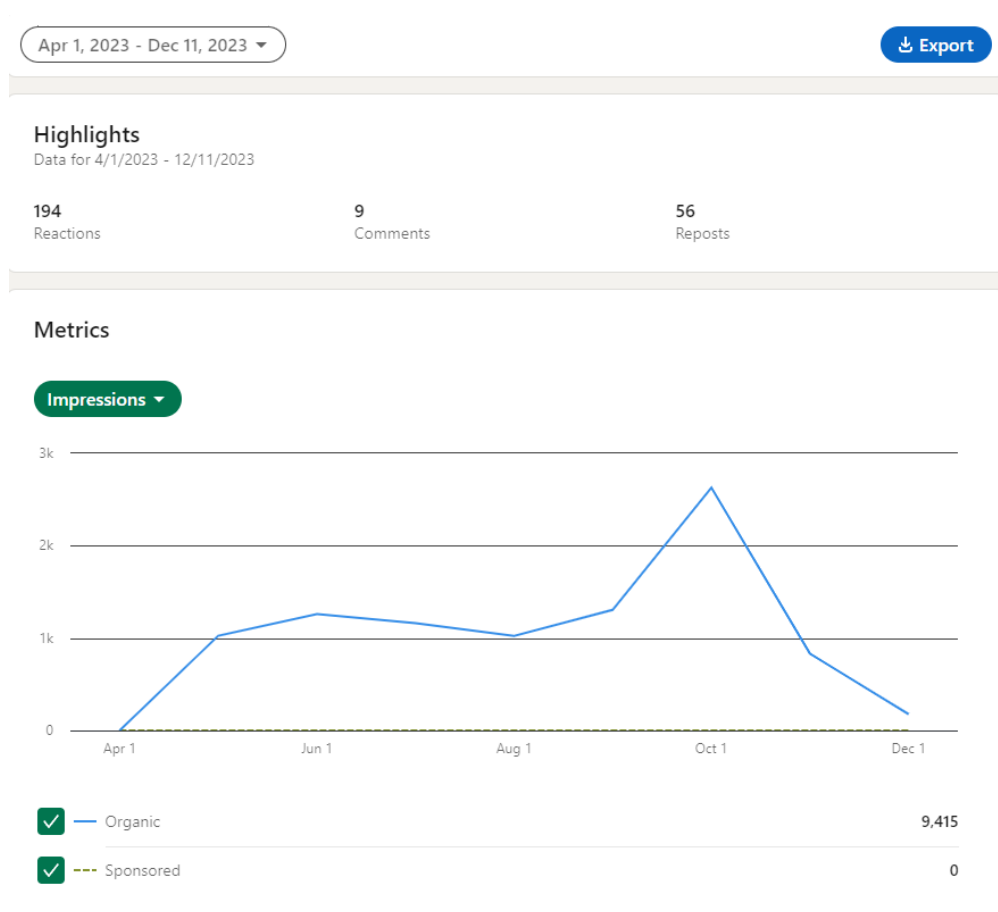 Apr 1, 2023 - Dec 11, 2023
Export
Highlights
Data for 4/1/2023 - 12/11/2023
194 9 56
Reactions Comments Reposts
Metrics
Impressions
3k
2k
1k
0
Apr 1 Jun 1 Aug 1 Oct 1 Dec 1
Organic 9,415
Sponsored 0